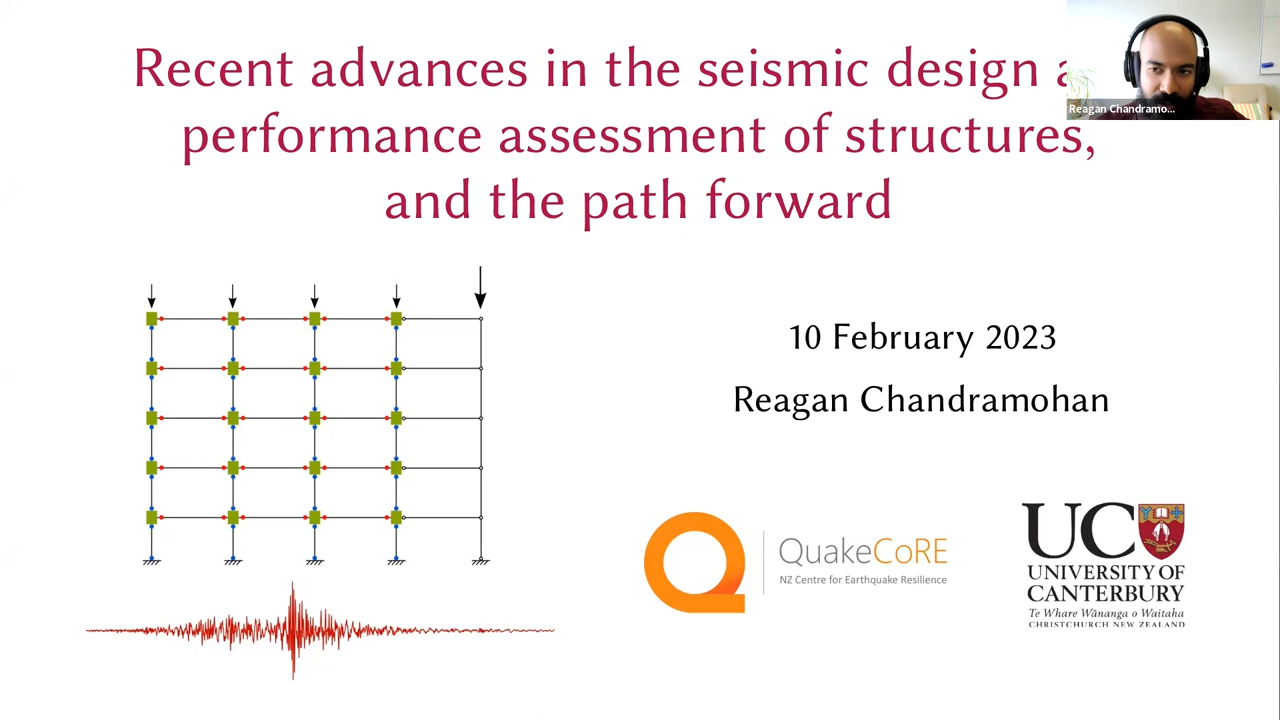 Recent advances in the seismic design a
performance assessment of structures,
and the path forward
Reagan Chandramo...
10 February 2023
Reagan Chandramohan
QuakeCoRE
NZ Centre for Earthquake Resilience
UC
UNIVERSITY OF
CANTERBURY
Te Whare Wānanga o Waitaha
CHRISTCHURCH NEW ZEALAND